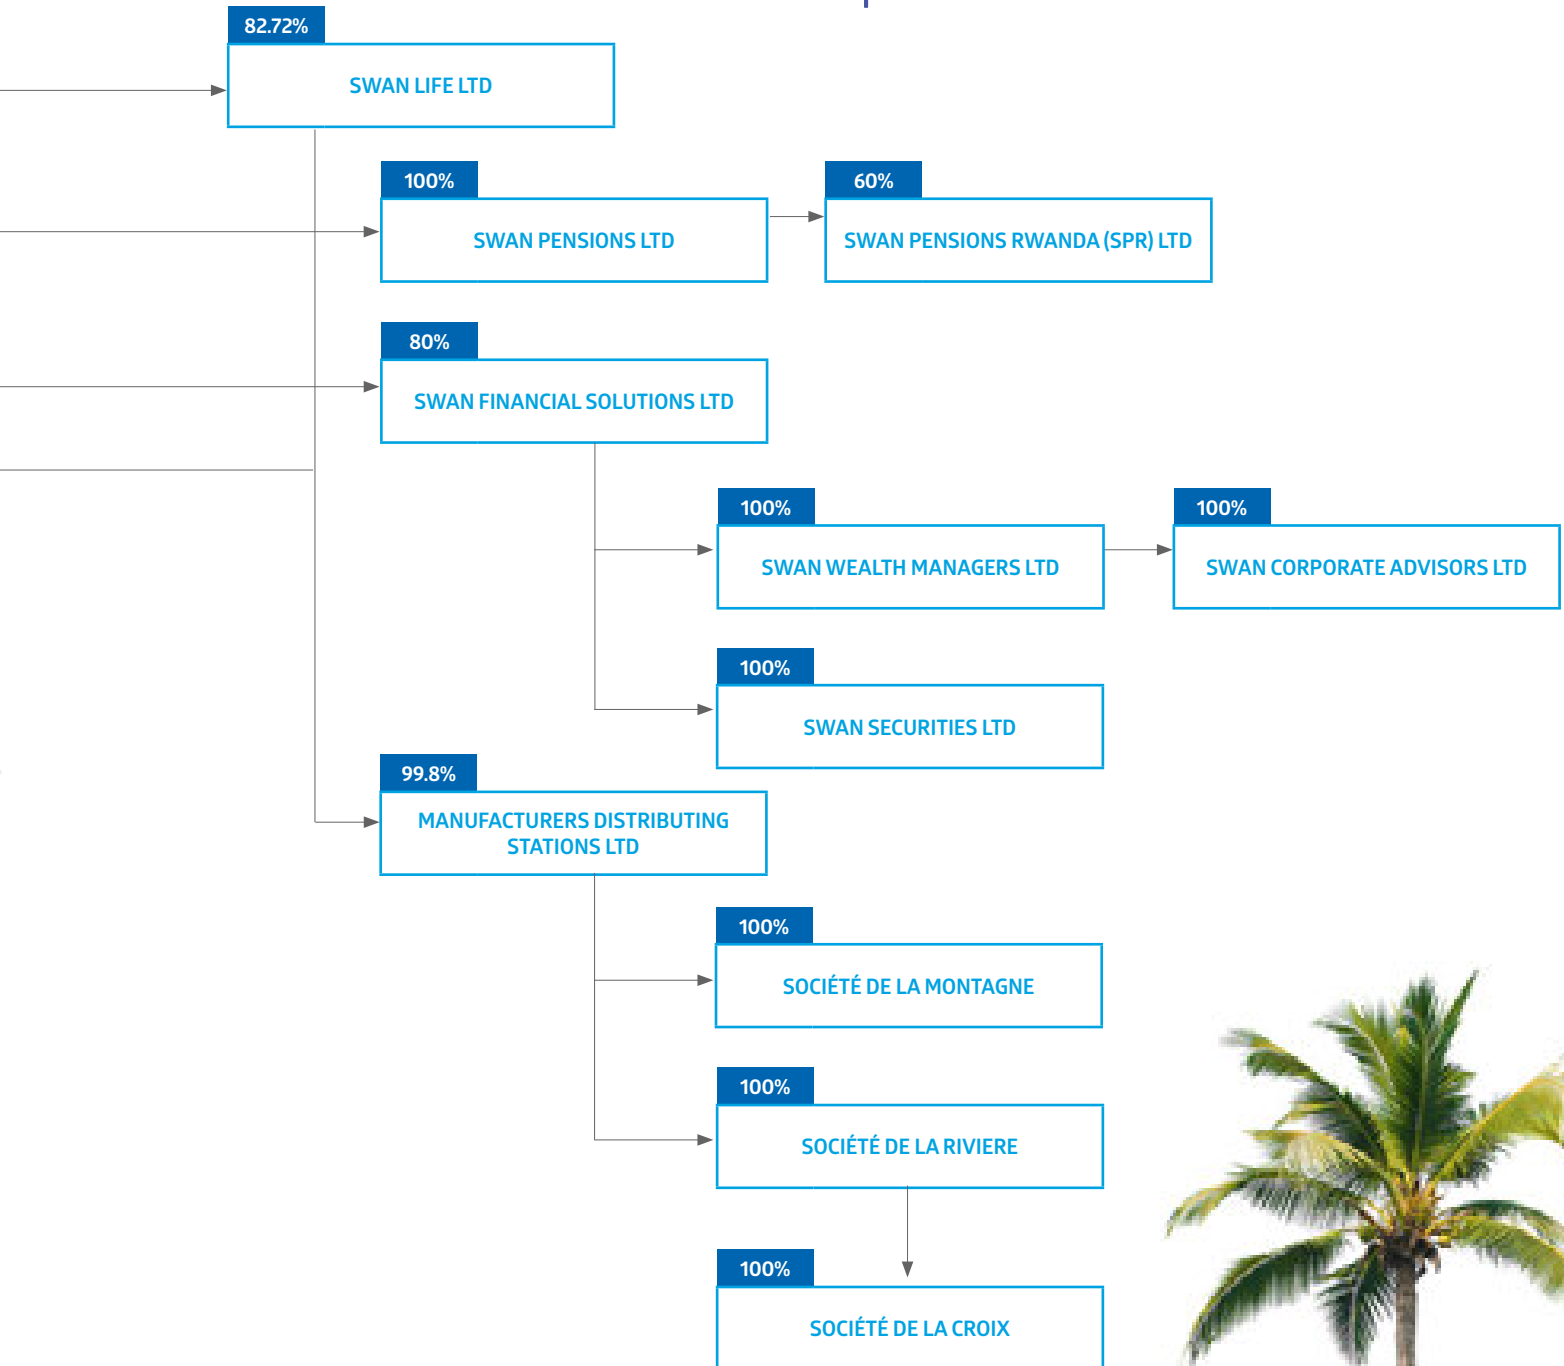 82.72%
SWAN LIFE LTD
100%
SWAN PENSIONS LTD
60%
SWAN PENSIONS RWANDA (SPR) LTD
80%
SWAN FINANCIAL SOLUTIONS LTD
100%
SWAN WEALTH MANAGERS LTD
100%
SWAN CORPORATE ADVISORS LTD
100%
SWAN SECURITIES LTD
99.8%
MANUFACTURERS DISTRIBUTING
STATIONS LTD
100%
SOCIÉTÉ DE LA MONTAGNE
100%
SOCIÉTÉ DE LA RIVIERE
100%
SOCIÉTÉ DE LA CROIX